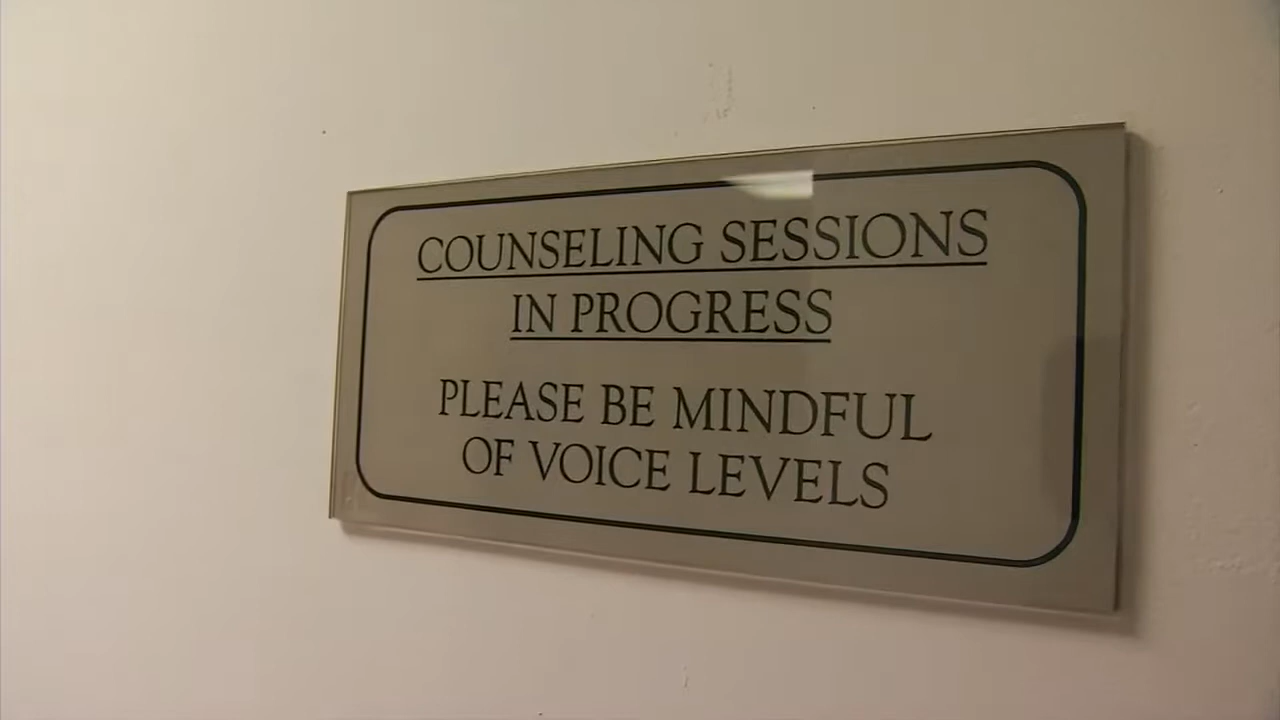 COUNSELING SESSIONS
IN PROGRESS
PLEASE BE MINDFUL
OF VOICE LEVELS